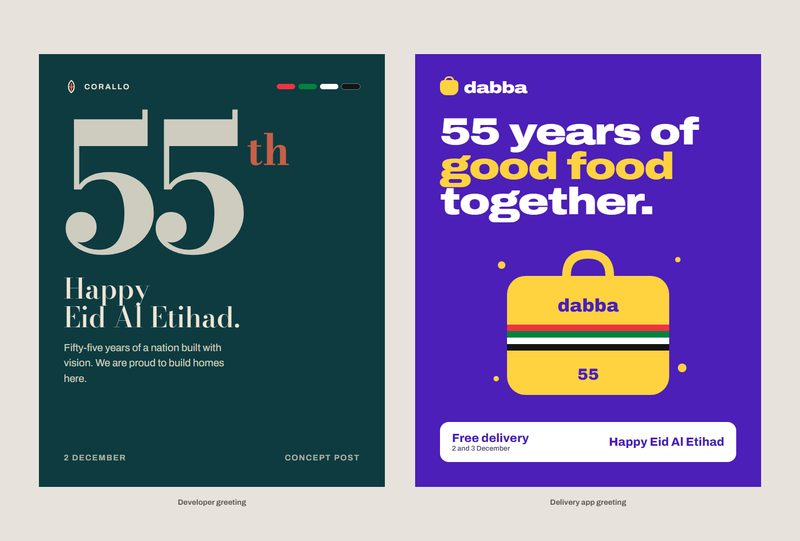 CORALLO
55th
Happy
Eid Al Etihad.
Fifty-five years of a nation built with
vision. We are proud to build homes
here.
2 DECEMBER
CONCEPT POST
Developer greeting
dabba
55 years of
good food
together.
dabba
55
Free delivery
2 and 3 December
Happy Eid Al Etihad
Delivery app greeting